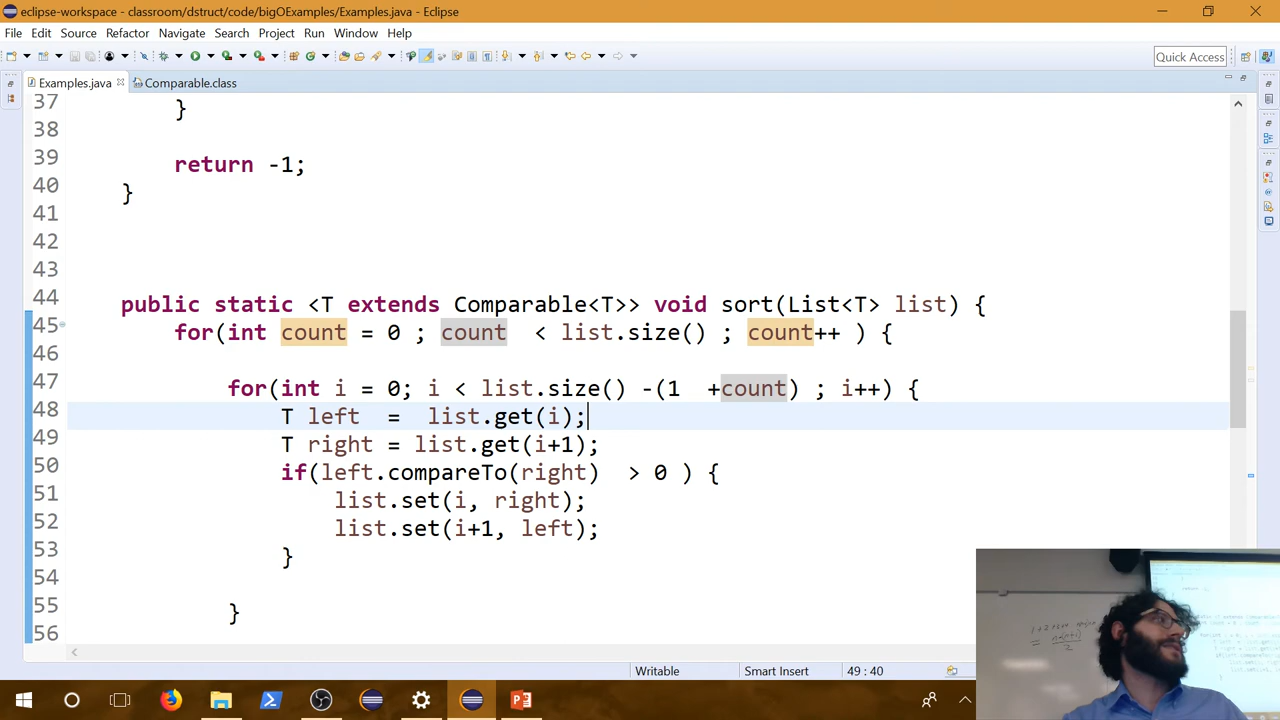 eclipse-workspace - classroom/dstruct/code/bigOExamples/Examples.java - Eclipse
File Edit Source Refactor Navigate Search Project Run Window Help
Quick Access
Examples.java Comparable.class
37 }
38
39 return -1;
40 }
41
42
43
44 public static <T extends Comparable<T>> void sort(List<T> list) {
45 for(int count = 0 ; count < list.size() ; count++ ) {
46
47 for(int i = 0; i < list.size() -(1 +count) ; i++) {
48 T left = list.get(i);
49 T right = list.get(i+1);
50 if(left.compareTo(right) > 0 ) {
51 list.set(i, right);
52 list.set(i+1, left);
53 }
54
55 }
56
Writable Smart Insert 49 : 40